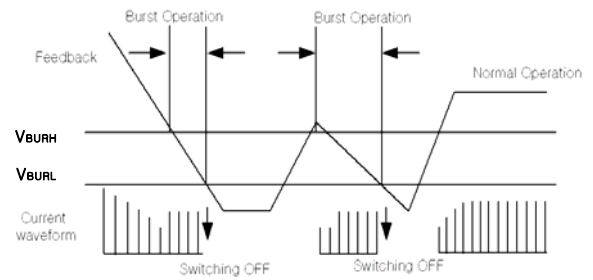 Burst Operation
Burst Operation
Feedback
Normal Operation
VBURH
VBURL
Current
waveform
Switching OFF
Switching OFF